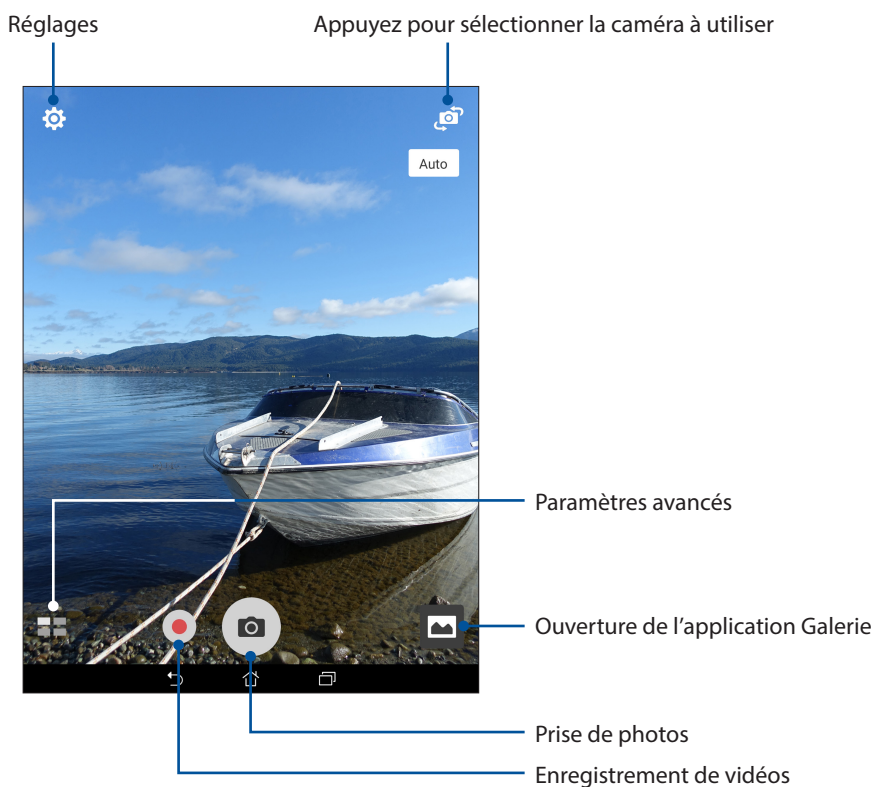 Réglages
Appuyez pour sélectionner la caméra à utiliser
Auto
Paramètres avancés
Ouverture de l’application Galerie
Prise de photos
Enregistrement de vidéos